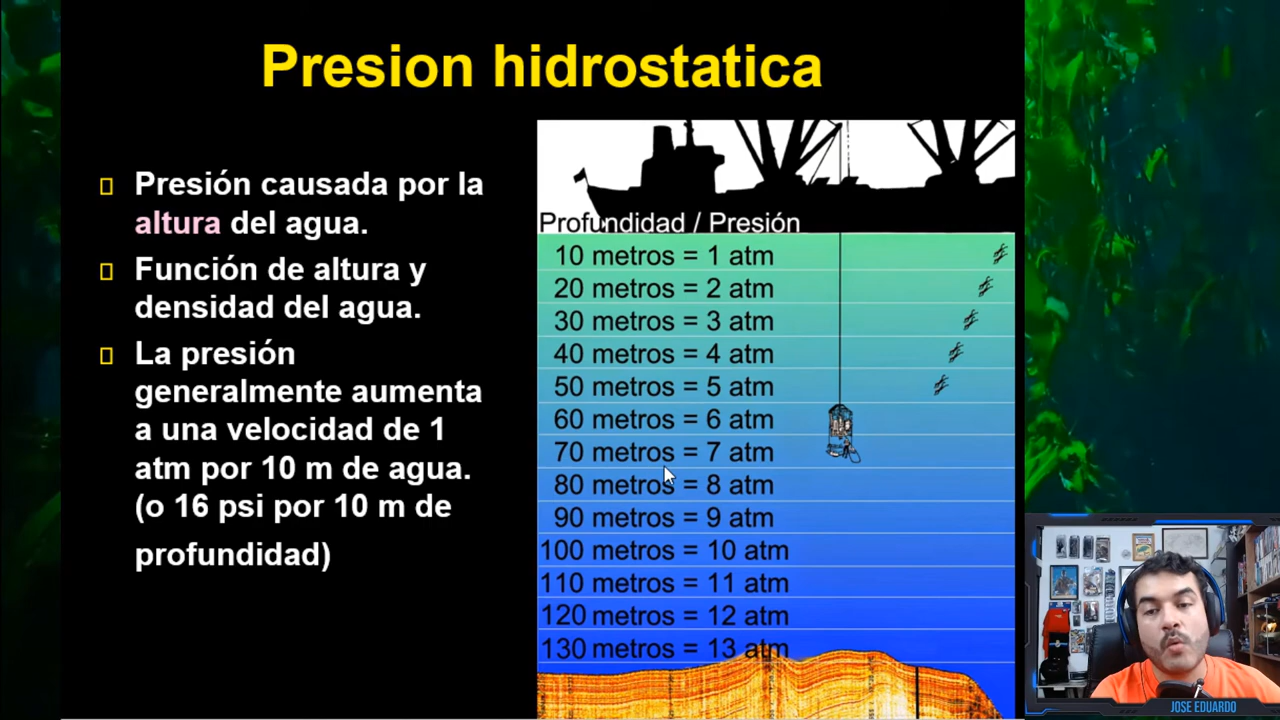 Presion hidrostatica
Presión causada por la
altura del agua.
Función de altura y
densidad del agua.
La presión
generalmente aumenta
a una velocidad de 1
atm por 10 m de agua.
(o 16 psi por 10 m de
profundidad)
Profundidad / Presión
10 metros = 1 atm
20 metros = 2 atm
30 metros = 3 atm
40 metros = 4 atm
50 metros = 5 atm
60 metros = 6 atm
70 metros = 7 atm
80 metros = 8 atm
90 metros = 9 atm
100 metros = 10 atm
110 metros = 11 atm
120 metros = 12 atm
130 metros = 13 atm
JOSE EDUARDO